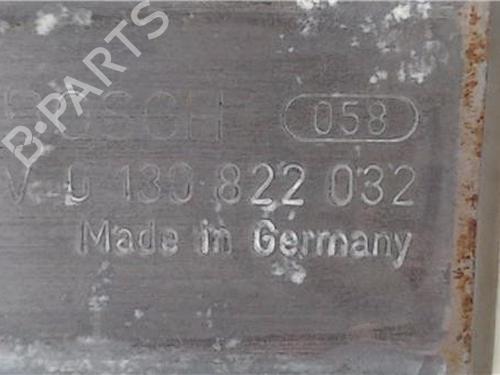 B-PARTS
BOSCH 058
V 0 130 822 032
Made in Germany